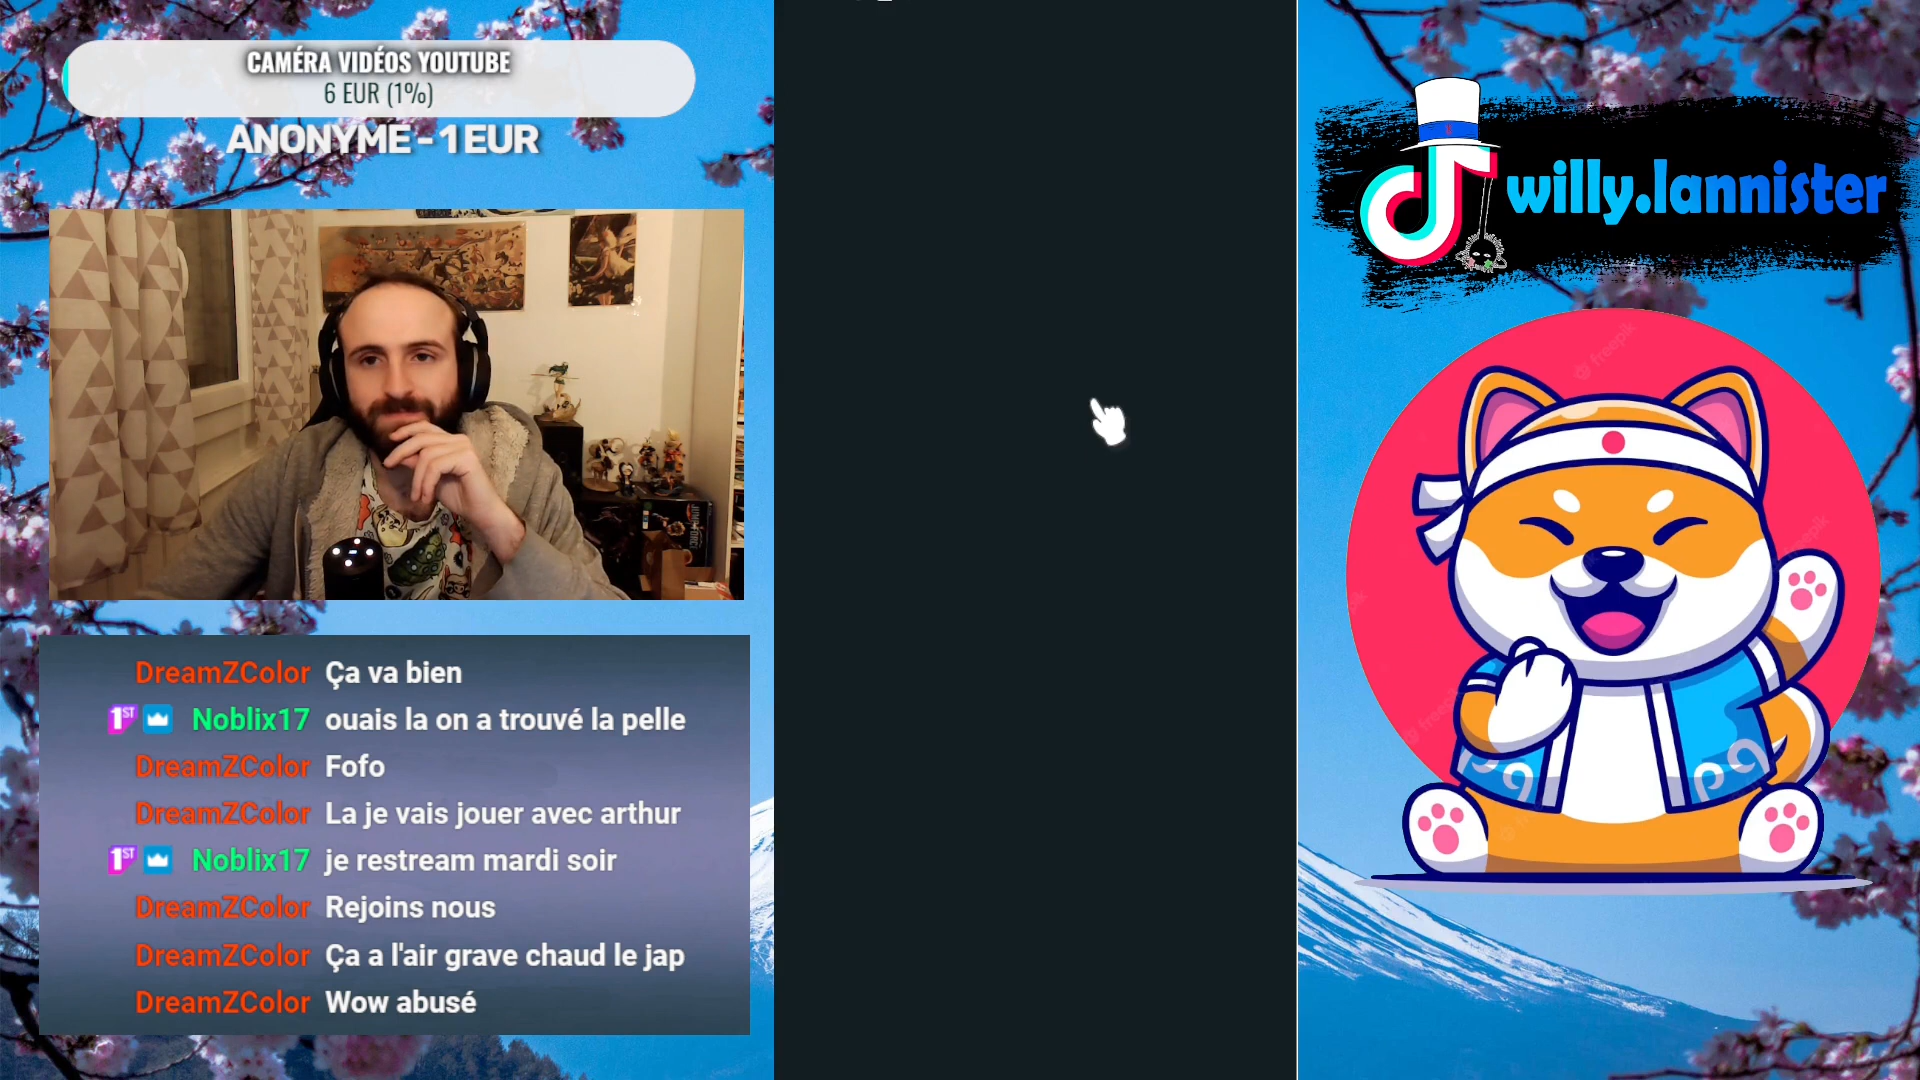 CAMÉRA VIDÉOS YOUTUBE
6 EUR (1%)
ANONYME - 1 EUR
willy.lannister
DreamZColor Ça va bien
1ST Noblix17 ouais la on a trouvé la pelle
DreamZColor Fofo
DreamZColor La je vais jouer avec arthur
1ST Noblix17 je restream mardi soir
DreamZColor Rejoins nous
DreamZColor Ça a l'air grave chaud le jap
DreamZColor Wow abusé
freepik